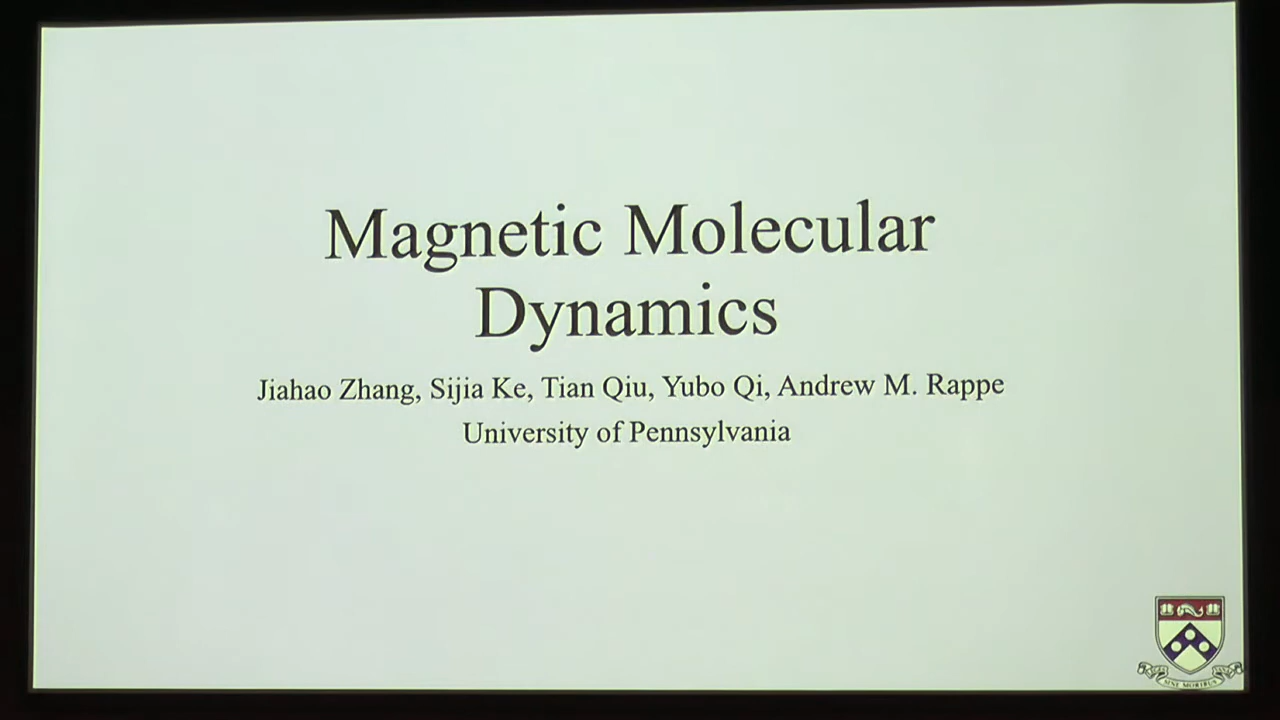 Magnetic Molecular
Dynamics
Jiahao Zhang, Sijia Ke, Tian Qiu, Yubo Qi, Andrew M. Rappe
University of Pennsylvania